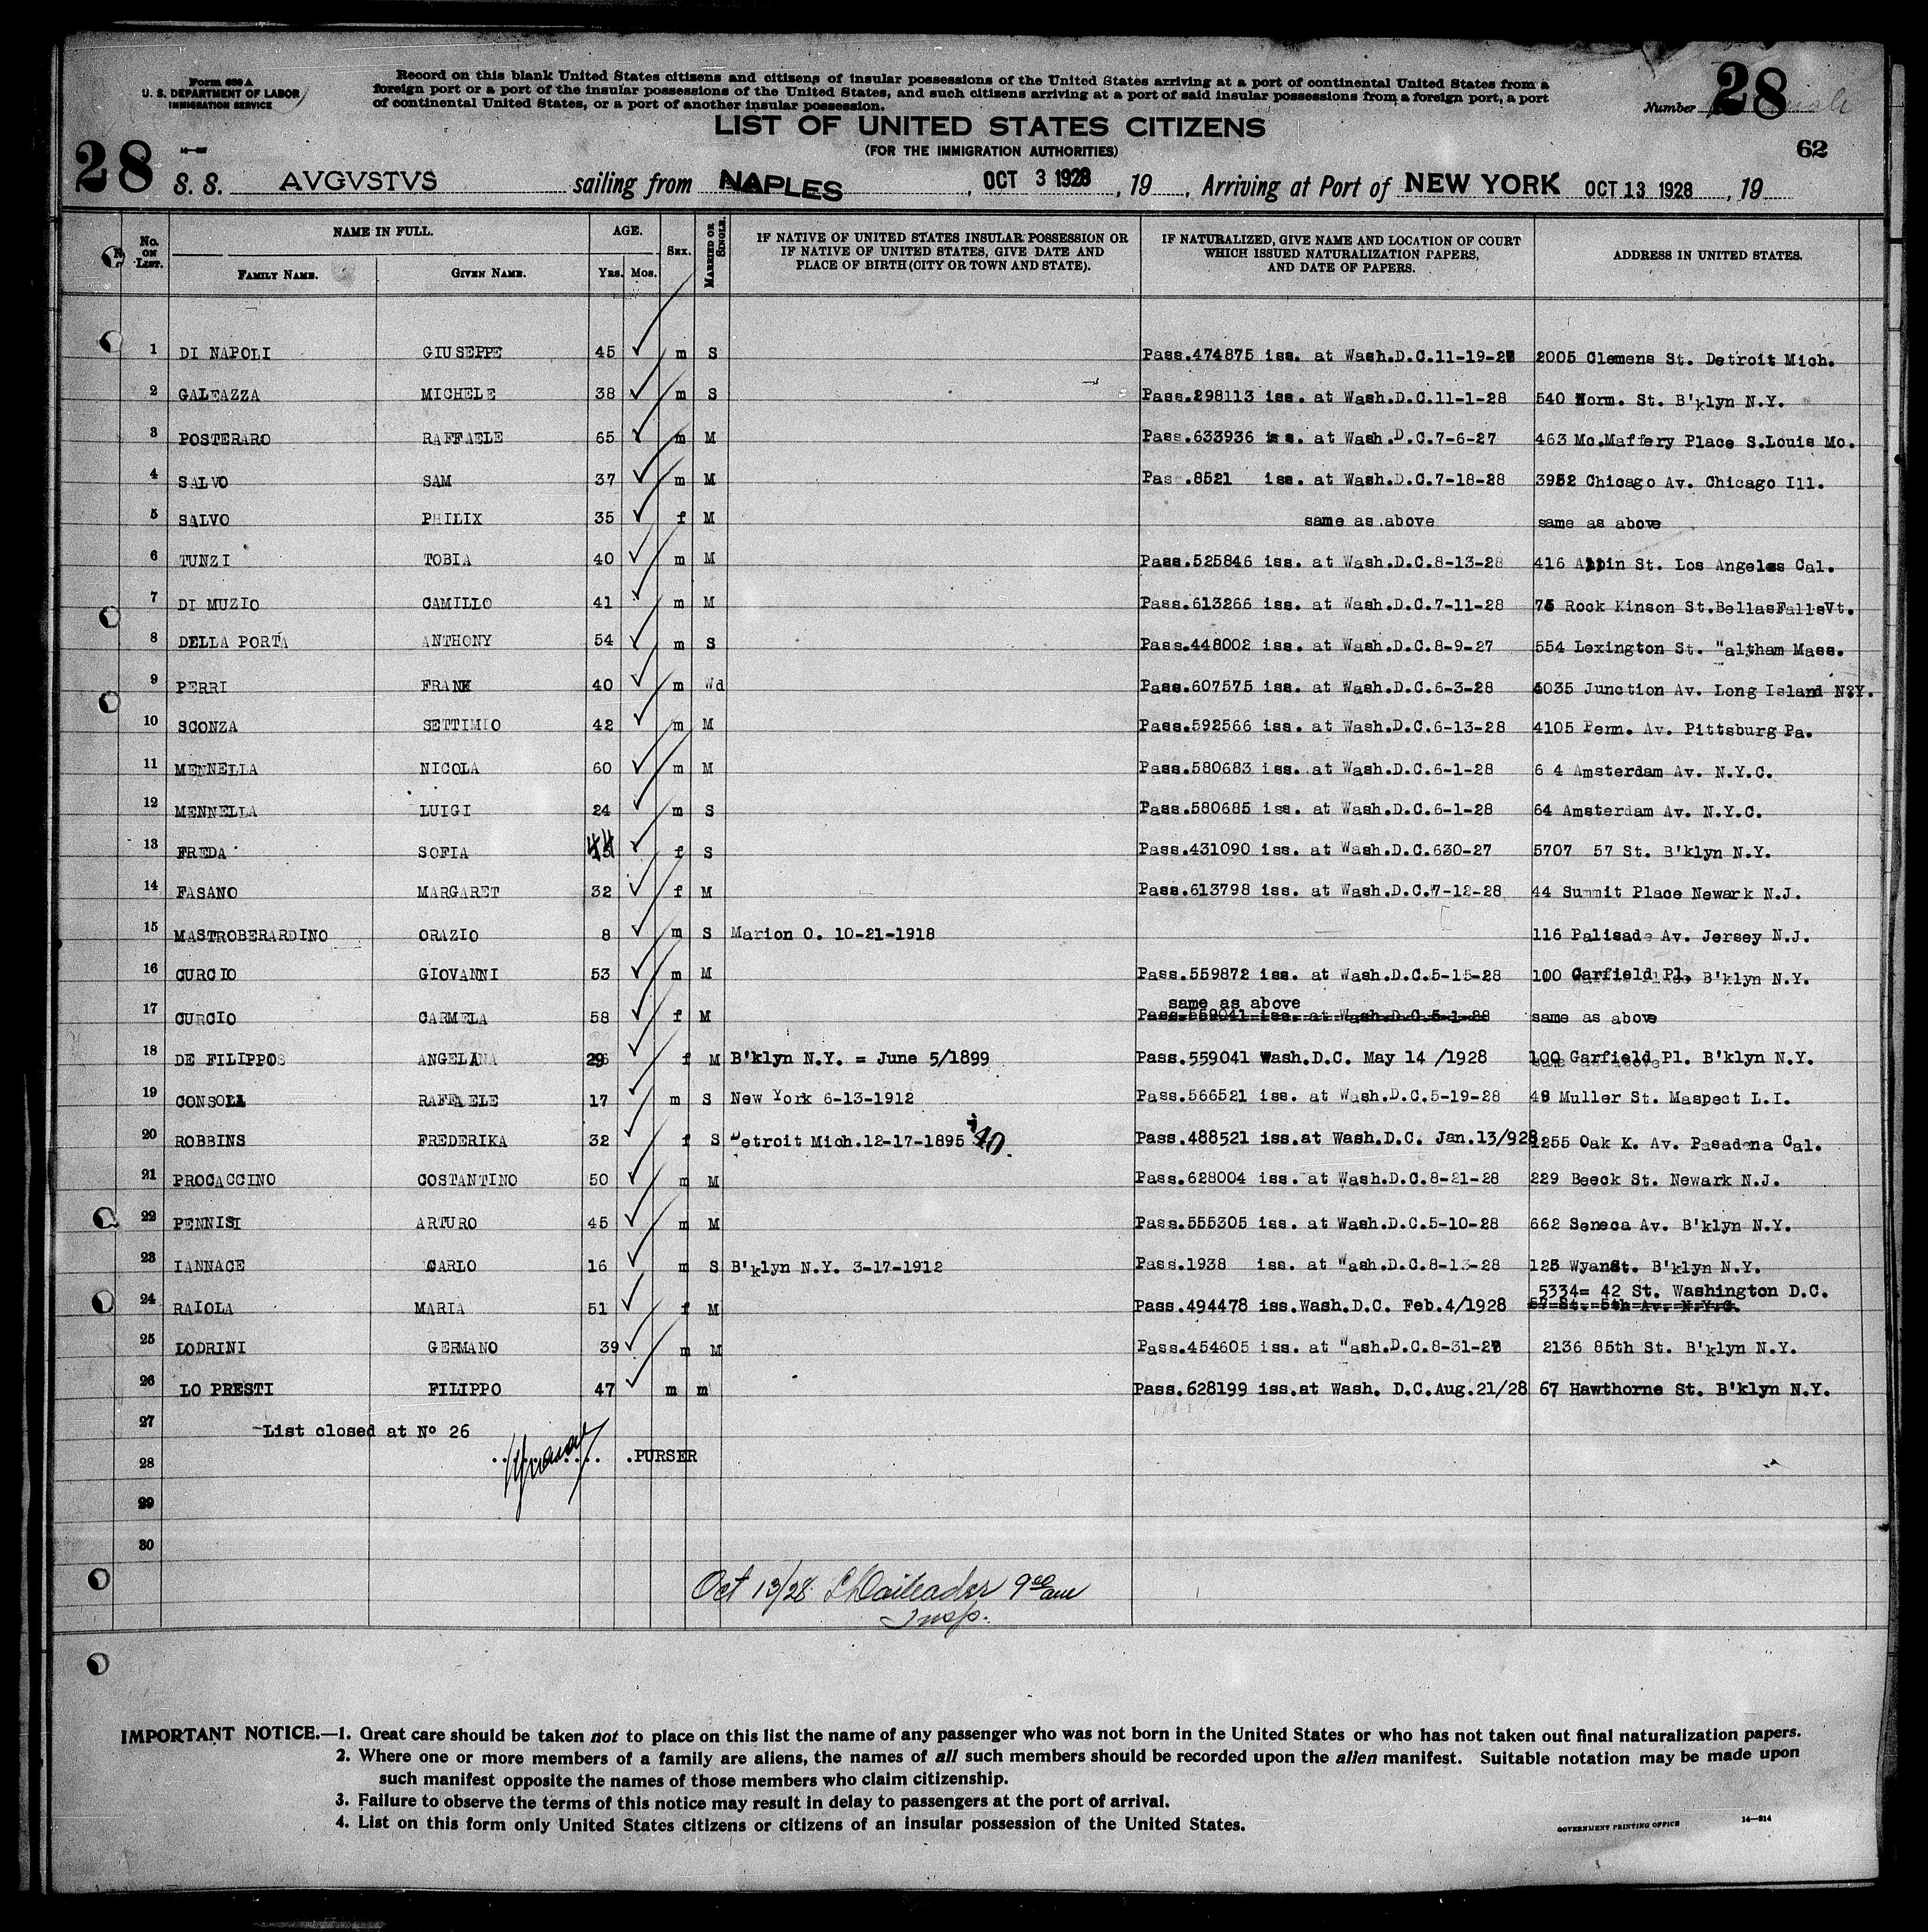 Form 630 A
U. S. DEPARTMENT OF LABOR
IMMIGRATION SERVICE
Record on this blank United States citizens and citizens of insular possessions of the United States arriving at a port of continental United States from a
foreign port or a port of the insular possessions of the United States, and such citizens arriving at a port of said insular possessions from a foreign port, a port
of continental United States, or a port of another insular possession.
Number 28
LIST OF UNITED STATES CITIZENS
(FOR THE IMMIGRATION AUTHORITIES)
62
28 S. S. AVGVSTVS sailing from NAPLES, OCT 3 1928, 19, Arriving at Port of NEW YORK OCT 13 1928, 19
No. ON LIST. NAME IN FULL. FAMILY NAME. GIVEN NAME. AGE. Yrs. Mos. SEX. MARRIED OR SINGLE. IF NATIVE OF UNITED STATES INSULAR POSSESSION OR IF NATIVE OF UNITED STATES, GIVE DATE AND PLACE OF BIRTH (CITY OR TOWN AND STATE). IF NATURALIZED, GIVE NAME AND LOCATION OF COURT WHICH ISSUED NATURALIZATION PAPERS, AND DATE OF PAPERS. ADDRESS IN UNITED STATES.
1 DI NAPOLI GIUSEPPE 45 m S Pass.474875 iss. at Wash.D.C.11-19-27 2005 Clemens St. Detroit Mich.
2 GALEAZZA MICHELE 38 m S Pass.298113 iss. at Wash.D.C.11-1-28 540 Norm. St. B'klyn N.Y.
3 POSTERARO RAFFAELE 65 m M Pass.633936 iss. at Wash.D.C.7-6-27 463 Mc.Maffery Place S.Louis Mo.
4 SALVO SAM 37 m M Pas .8521 iss. at Wash.D.C.7-18-28 3952 Chicago Av. Chicago Ill.
5 SALVO PHILIX 35 f M same as above same as above
6 TUNZI TOBIA 40 m M Pass.525846 iss. at Wash.D.C.8-13-28 416 Alpin St. Los Angeles Cal.
7 DI MUZIO CAMILLO 41 m M Pass.613266 iss. at Wash.D.C.7-11-28 75 Rock Kinson St.BellasFallsVt.
8 DELLA PORTA ANTHONY 54 m S Pass.448002 iss. at Wash.D.C.8-9-27 554 Lexington St. "altham Mass.
9 PERRI FRANK 40 m Wd Pass.607575 iss. at Wash.D.C.6-3-28 4035 Junction Av. Long Island N.Y.
10 SCONZA SETTIMIO 42 m M Pass.592566 iss. at Wash.D.C.6-13-28 4105 Penn. Av. Pittsburg Pa.
11 MENNELLA NICOLA 60 m M Pass.580683 iss. at Wash.D.C.6-1-28 6 4 Amsterdam Av. N.Y.C.
12 MENNELLA LUIGI 24 m S Pass.580685 iss. at Wash.D.C.6-1-28 64 Amsterdam Av. N.Y.C.
13 FREDA SOFIA 44 f S Pass.431090 iss. at Wash.D.C.630-27 5707 57 St. B'klyn N.Y.
14 FASANO MARGARET 32 f M Pass.613798 iss. at Wash.D.C.7-12-28 44 Summit Place Newark N.J.
15 MASTROBERARDINO ORAZIO 8 m S Marion O. 10-21-1918 116 Palisade Av. Jersey N.J.
16 CURCIO GIOVANNI 53 m M Pass.559872 iss. at Wash.D.C.5-15-28 100 Garfield Pl. B'klyn N.Y.
same as above
17 CURCIO CARMELA 58 f M Pass.559041 iss. at Wash.D.C.5-1-28 same as above
18 DE FILIPPOS ANGELANA 29 f M B'klyn N.Y. = June 5/1899 Pass.559041 Wash.D.C. May 14 /1928 100 Garfield Pl. B'klyn N.Y.
19 CONSOLI RAFFAELE 17 m S New York 6-13-1912 Pass.566521 iss. at Wash.D.C.5-19-28 48 Muller St. Maspect L.I.
20 ROBBINS FREDERIKA 32 f S Detroit Mich.12-17-1895 40. Pass.488521 iss.at Wash.D.C. Jan.13/928 1255 Oak K. Av. Pasadena Cal.
21 PROCACCINO COSTANTINO 50 m M Pass.628004 iss. at Wash.D.C.8-21-28 229 Beeck St. Newark N.J.
22 PENNISI ARTURO 45 m M Pass.555305 iss. at Wash.D.C.5-10-28 662 Seneca Av. B'klyn N.Y.
23 IANNACE CARLO 16 m S B'klyn N.Y. 3-17-1912 Pass.1938 iss. at Wash.D.C.8-13-28 125 WyanSt. B'klyn N.Y.
5334= 42 St. Washington D.C.
24 RAIOLA MARIA 51 f M Pass.494478 iss.Wash.D.C. Feb.4/1928 57 St. 5th Av. N.Y.C.
25 LODRINI GERMANO 39 m M Pass.454605 iss. at Wash.D.C.8-31-27 2136 85th St. B'klyn N.Y.
26 LO PRESTI FILIPPO 47 m m Pass.628199 iss.at Wash. D.C.Aug.21/28 67 Hawthorne St. B'klyn N.Y.
27 List closed at Nº 26
28 PURSER
29
30
Oct 13/28 9 00 am
Insp.
IMPORTANT NOTICE.—1. Great care should be taken not to place on this list the name of any passenger who was not born in the United States or who has not taken out final naturalization papers.
2. Where one or more members of a family are aliens, the names of all such members should be recorded upon the alien manifest. Suitable notation may be made upon
such manifest opposite the names of those members who claim citizenship.
3. Failure to observe the terms of this notice may result in delay to passengers at the port of arrival.
4. List on this form only United States citizens or citizens of an insular possession of the United States.
GOVERNMENT PRINTING OFFICE 14—914